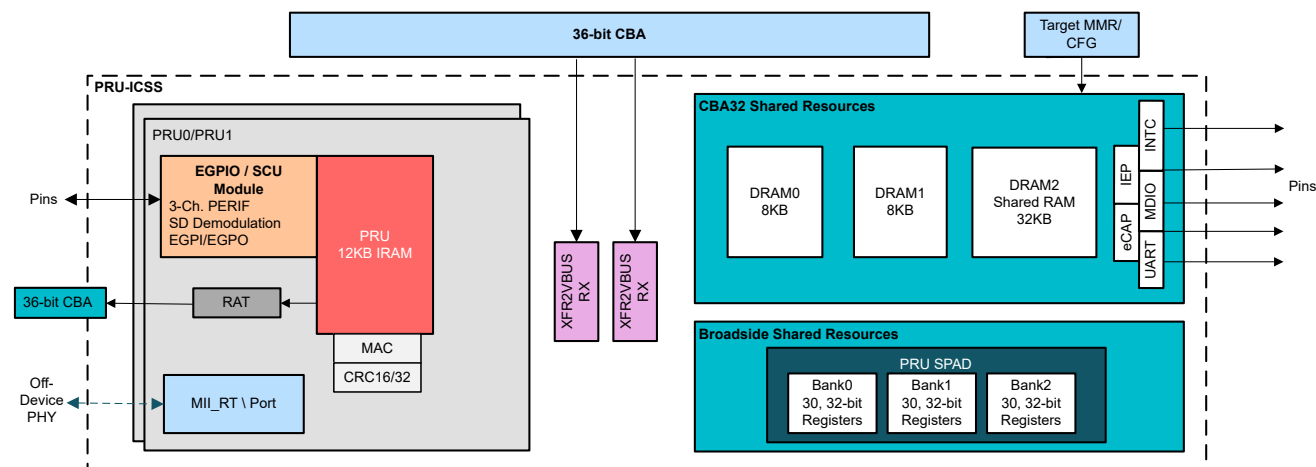 36-bit CBA
Target MMR/
CFG
PRU-ICSS
PRU0/PRU1
EGPIO / SCU
Module
3-Ch. PERIF
SD Demodulation
EGPI/EGPO
Pins
PRU
12KB IRAM
36-bit CBA
RAT
MAC
CRC16/32
Off-
Device
PHY
MII_RT \ Port
XFR2VBUS
RX
XFR2VBUS
RX
CBA32 Shared Resources
DRAM0
8KB
DRAM1
8KB
DRAM2
Shared RAM
32KB
IEP
eCAP
INTC
MDIO
UART
Pins
Broadside Shared Resources
PRU SPAD
Bank0
30, 32-bit
Registers
Bank1
30, 32-bit
Registers
Bank2
30, 32-bit
Registers